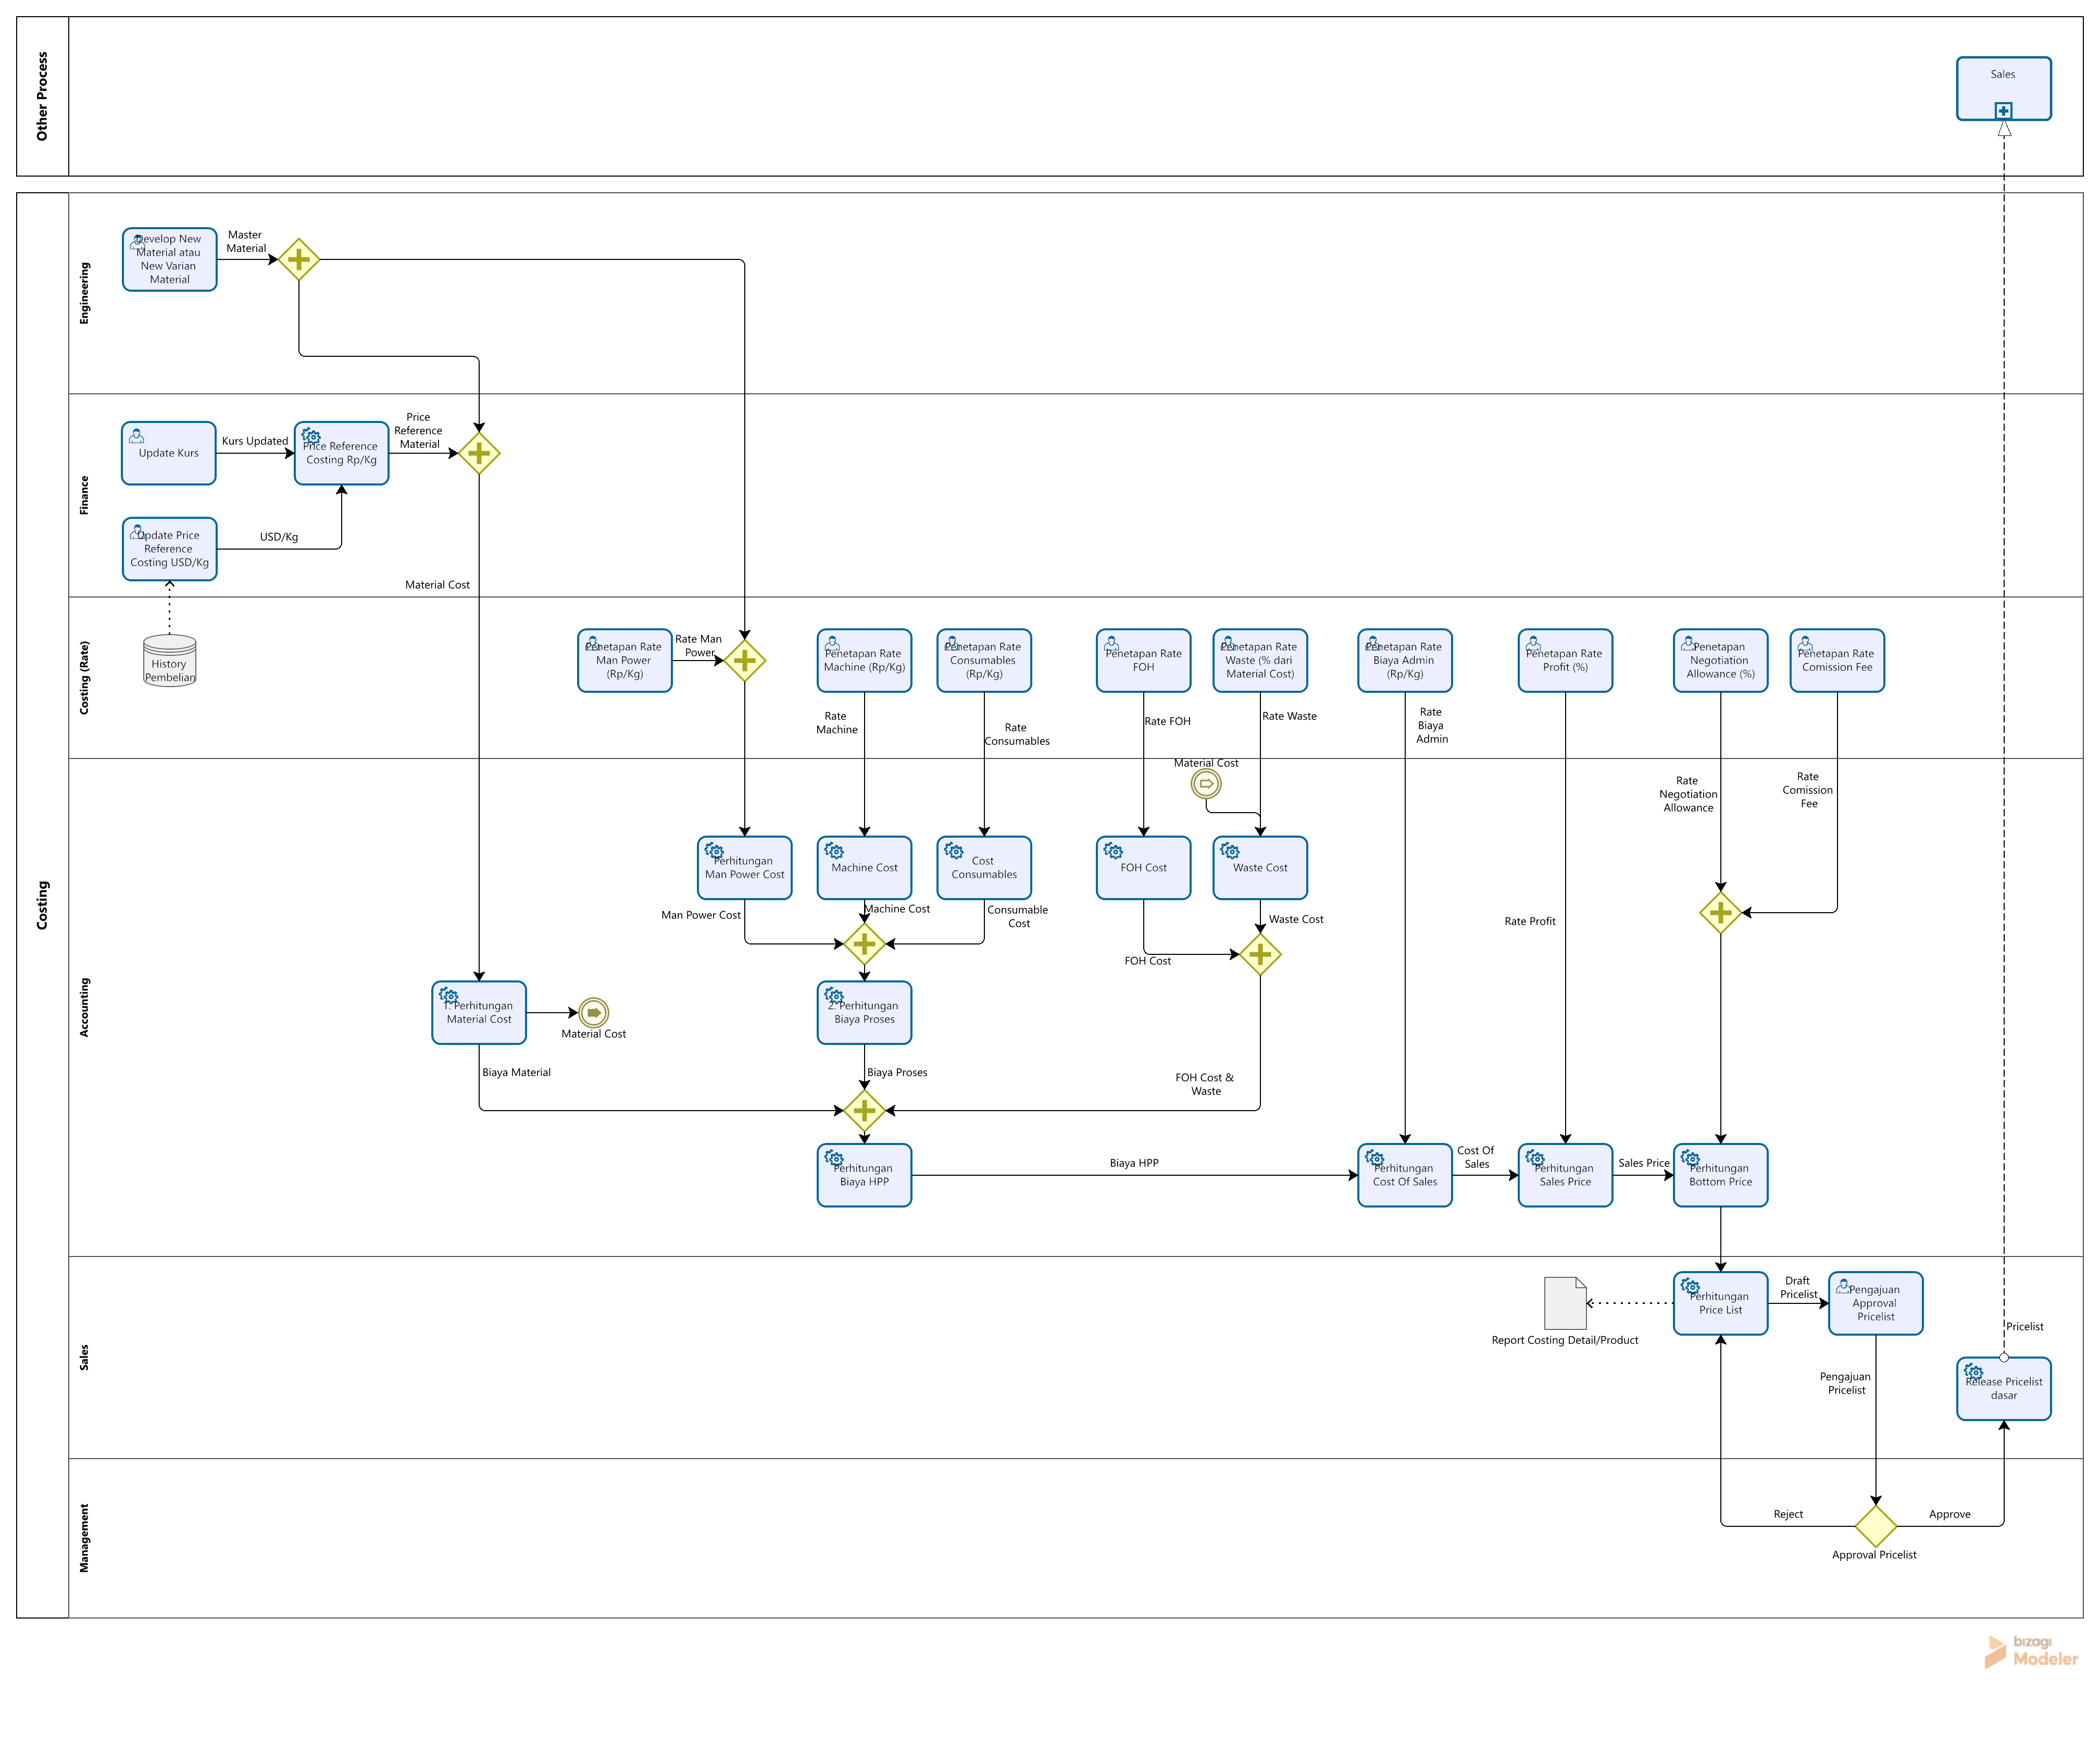 Other Process
Sales
Costing
Engineering
Develop New
Material atau
New Varian
Material
Master
Material
Finance
Update Kurs
Kurs Updated
Price Reference
Costing Rp/Kg
Price
Reference
Material
Update Price
Reference
Costing USD/Kg
USD/Kg
Material Cost
Costing (Rate)
History
Pembelian
Penetapan Rate
Man Power
(Rp/Kg)
Rate Man
Power
Penetapan Rate
Machine (Rp/Kg)
Penetapan Rate
Consumables
(Rp/Kg)
Penetapan Rate
FOH
Penetapan Rate
Waste (% dari
Material Cost)
Penetapan Rate
Biaya Admin
(Rp/Kg)
Penetapan Rate
Profit (%)
Penetapan
Negotiation
Allowance (%)
Penetapan Rate
Comission Fee
Rate
Machine
Rate
Consumables
Rate FOH
Rate Waste
Rate
Biaya
Admin
Accounting
Material Cost
Rate
Negotiation
Allowance
Rate
Comission
Fee
Perhitungan
Man Power Cost
Machine Cost
Cost
Consumables
FOH Cost
Waste Cost
Man Power Cost
Machine Cost
Consumable
Cost
FOH Cost
Waste Cost
Rate Profit
1. Perhitungan
Material Cost
Material Cost
2. Perhitungan
Biaya Proses
Biaya Material
Biaya Proses
FOH Cost &
Waste
Perhitungan
Biaya HPP
Biaya HPP
Perhitungan
Cost Of Sales
Cost Of
Sales
Perhitungan
Sales Price
Sales Price
Perhitungan
Bottom Price
Sales
Report Costing Detail/Product
Perhitungan
Price List
Draft
Pricelist
Pengajuan
Approval
Pricelist
Pengajuan
Pricelist
Pricelist
Release Pricelist
dasar
Management
Reject
Approve
Approval Pricelist
bizagi
Modeler